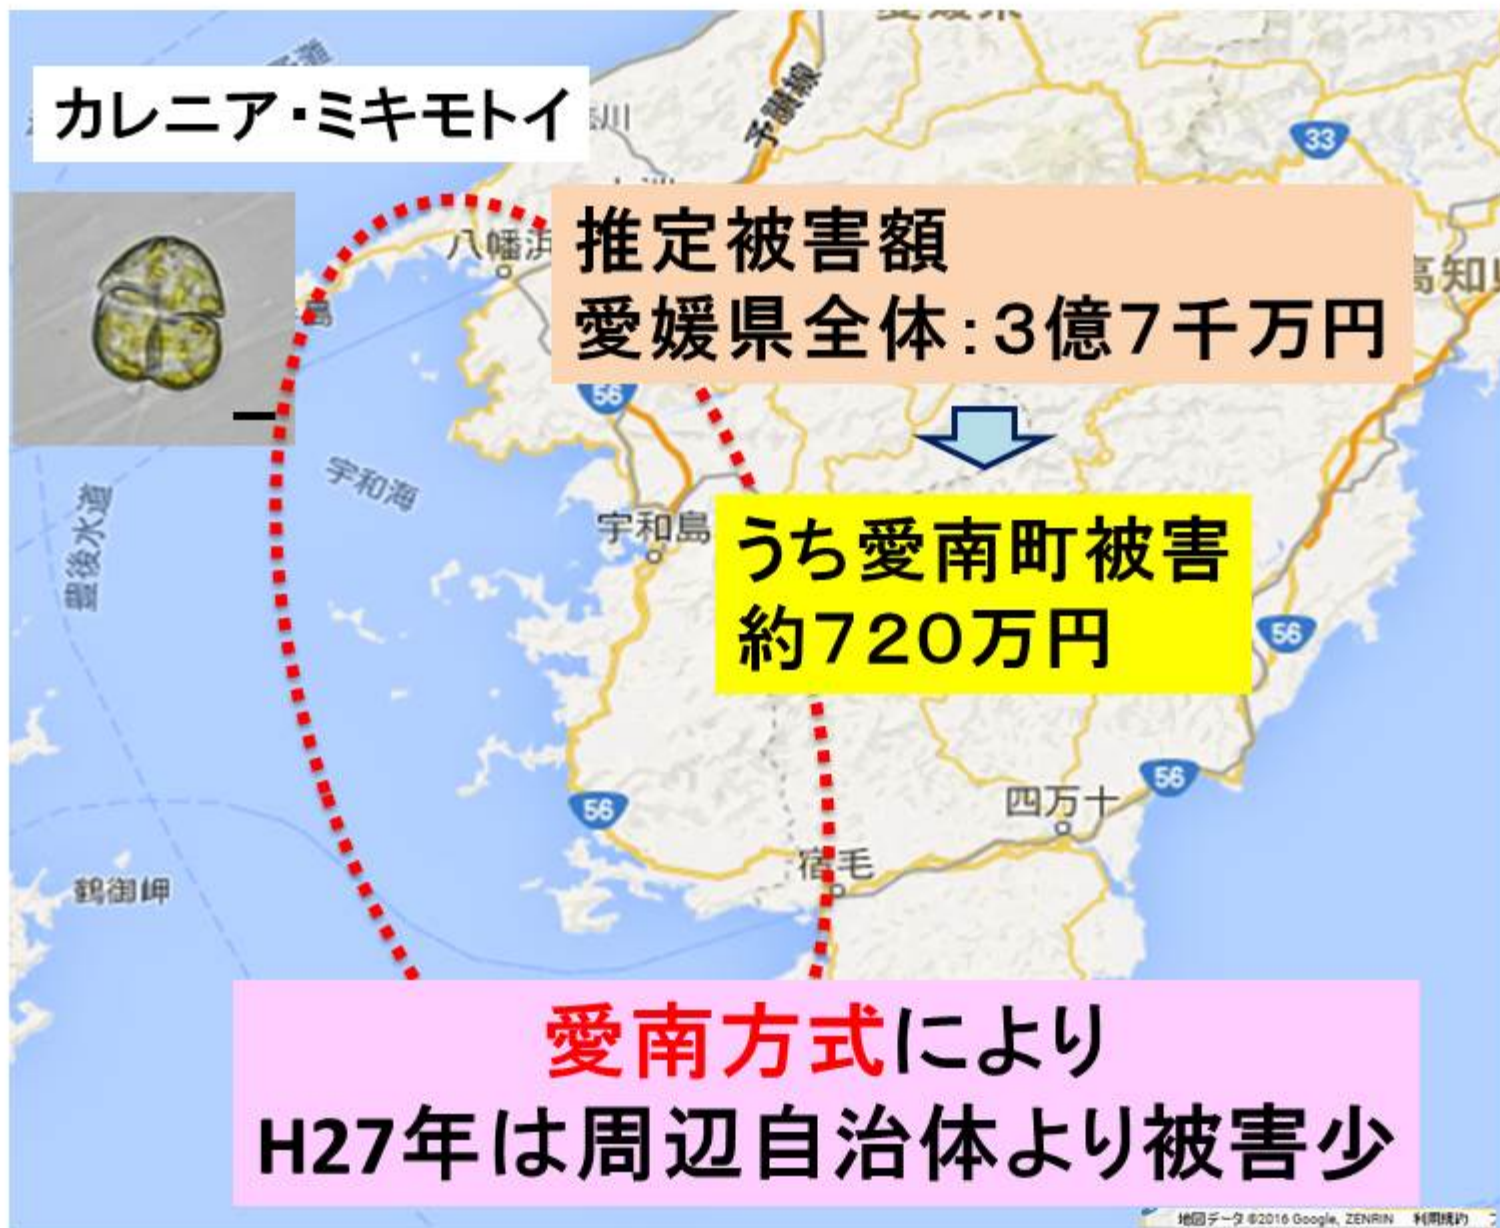 カレニア・ミキモトイ
推定被害額
愛媛県全体:3億7千万円
うち愛南町被害
約720万円
愛南方式により
H27年は周辺自治体より被害少
予讃線
33
八幡浜
56
宇和海
豊後水道
宇和島
56
56
56
四万十
宿毛
鶴御岬
地図データ ©2016 Google, ZENRIN 利用規約